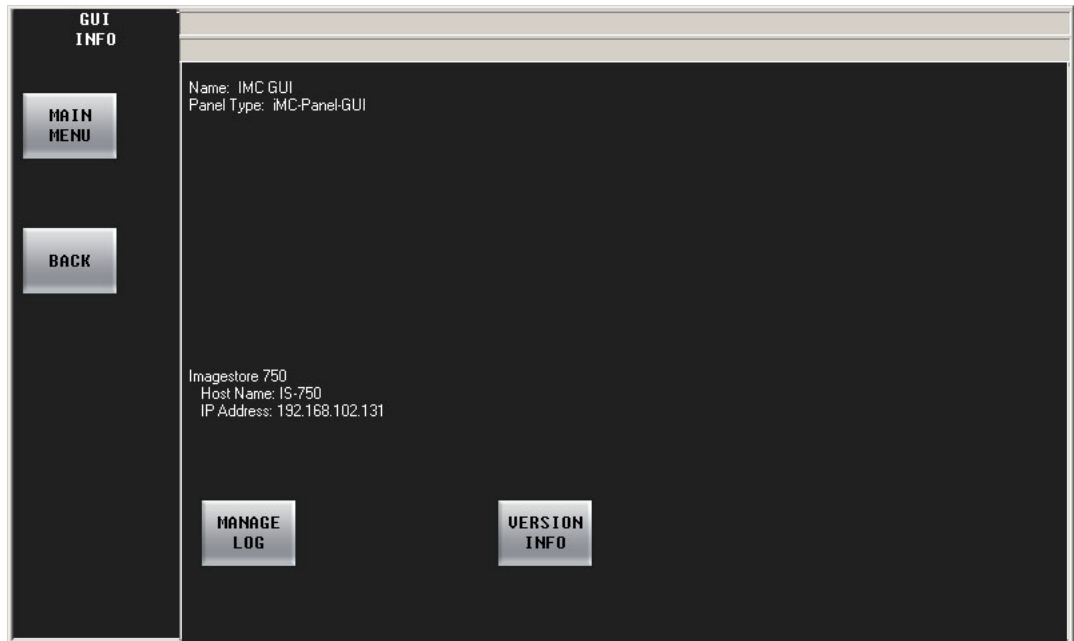 GUI
INFO
MAIN
MENU
BACK
Name: IMC GUI
Panel Type: iMC-Panel-GUI
Imagestore 750
Host Name: IS-750
IP Address: 192.168.102.131
MANAGE
LOG
VERSION
INFO